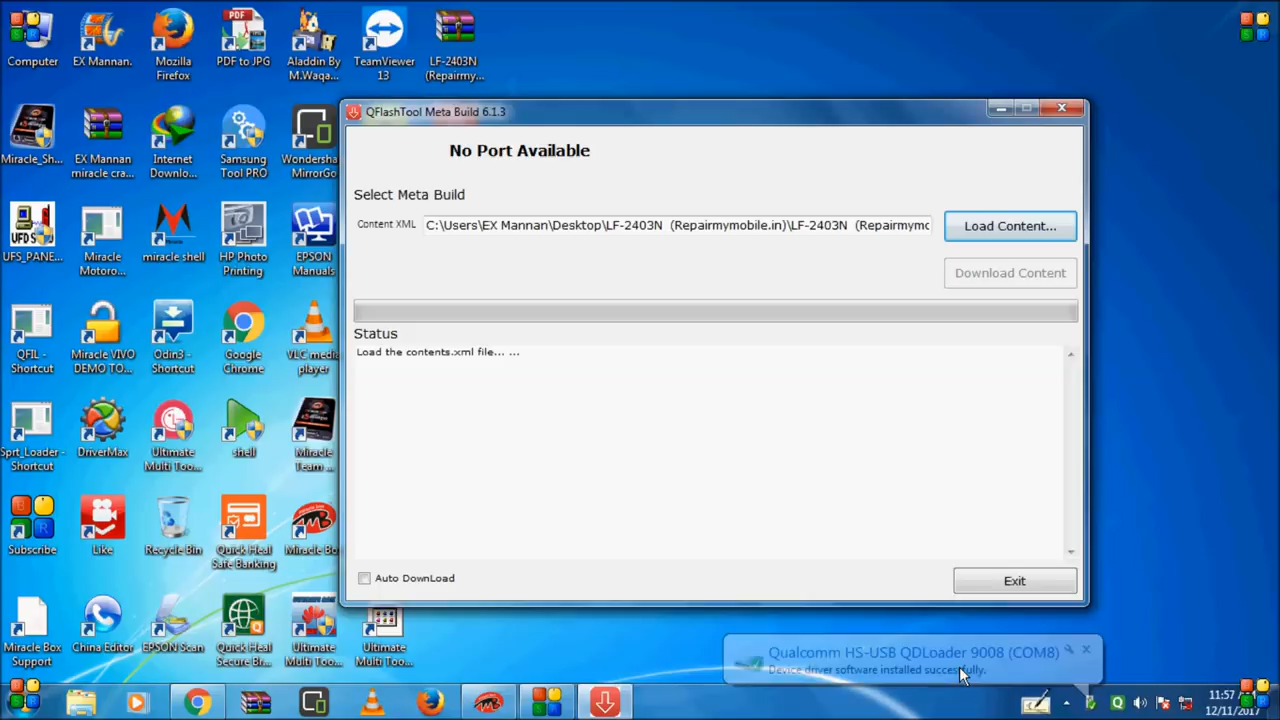 Computer
EX Mannan.
Mozilla
Firefox
PDF
PDF to JPG
Aladdin By
M.Waqa...
TeamViewer
13
LF-2403N
(Repairmy...
Miracle_Sh...
EX Mannan
miracle cra...
Internet
Downlo...
Samsung
Tool PRO
Wondersha
MirrorGo
UFS_PANE...
Miracle
Motoro...
miracle shell
HP Photo
Printing
EPSON
Manuals
QFIL -
Shortcut
Miracle VIVO
DEMO TO...
Odin3 -
Shortcut
Google
Chrome
VLC media
player
Sprt_Loader -
Shortcut
DriverMax
Ultimate
Multi Too...
shell
Miracle
Team ...
Subscribe
Like
Recycle Bin
Quick Heal
Safe Banking
Miracle Bo
Miracle Box
Support
China Editor
EPSON Scan
Quick Heal
Secure Br...
Ultimate
Multi Too...
Ultimate
Multi Too...
QFlashTool Meta Build 6.1.3
No Port Available
Select Meta Build
Content XML
C:\Users\EX Mannan\Desktop\LF-2403N (Repairmymobile.in)\LF-2403N (Repairmymc
Load Content...
Download Content
Status
Load the contents.xml file... ...
Auto DownLoad
Exit
Qualcomm HS-USB QDLoader 9008 (COM8)
Device driver software installed successfully.
11:57
12/11/2017